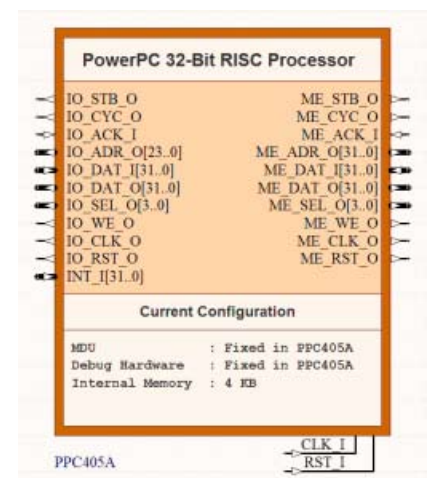 PowerPC 32-Bit RISC Processor
IO_STB_O ME_STB_O
IO_CYC_O ME_CYC_O
IO_ACK_I ME_ACK_I
IO_ADR_O[23..0] ME_ADR_O[31..0]
IO_DAT_I[31..0] ME_DAT_I[31..0]
IO_DAT_O[31..0] ME_DAT_O[31..0]
IO_SEL_O[3..0] ME_SEL_O[3..0]
IO_WE_O ME_WE_O
IO_CLK_O ME_CLK_O
IO_RST_O ME_RST_O
INT_I[31..0]
Current Configuration
MDU : Fixed in PPC405A
Debug Hardware : Fixed in PPC405A
Internal Memory : 4 KB
CLK_I
PPC405A RST_I